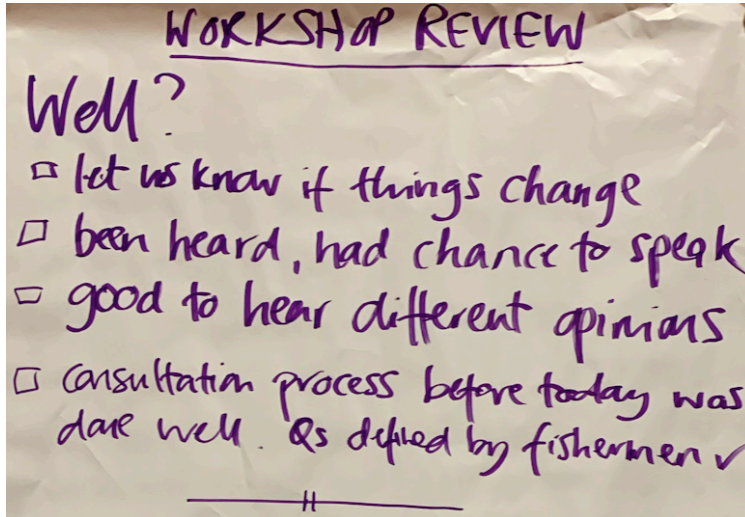 WORKSHOP REVIEW
Well?
let us know if things change
been heard, had chance to speak
good to hear different opinions
consultation process before today was
done well. Qs defined by fishermen